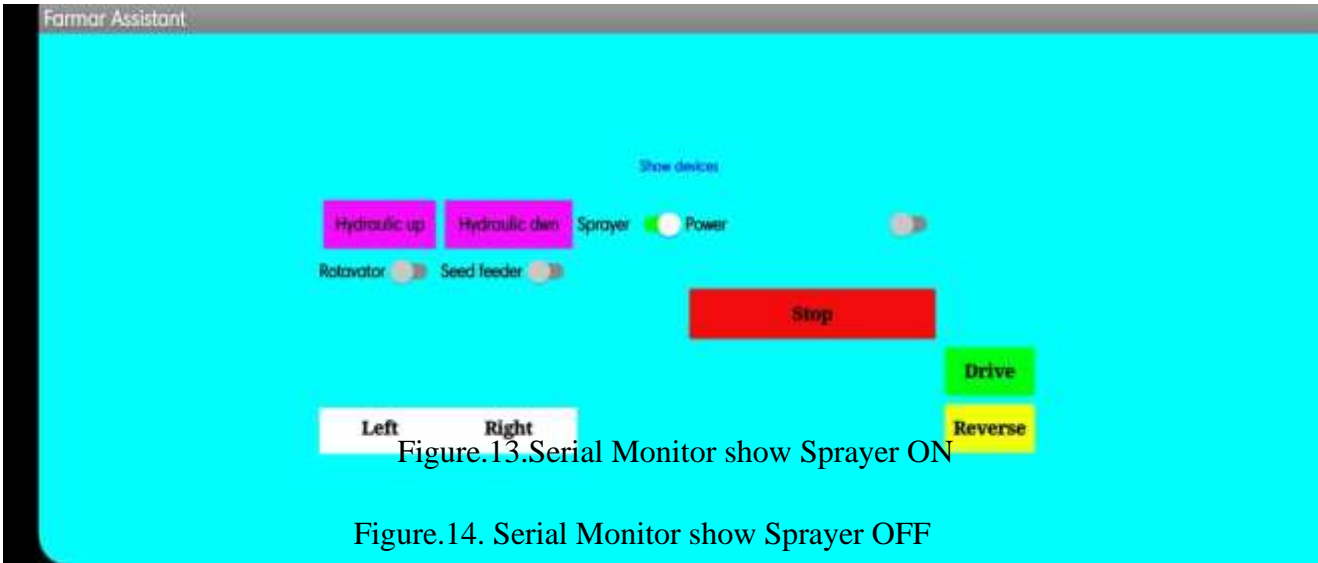 Farmar Assistant
Show devices
Hydraulic up Hydraulic dwn Sprayer Power
Rotavator Seed feeder
Stop
Drive
Left Right Reverse
Figure.13.Serial Monitor show Sprayer ON
Figure.14. Serial Monitor show Sprayer OFF